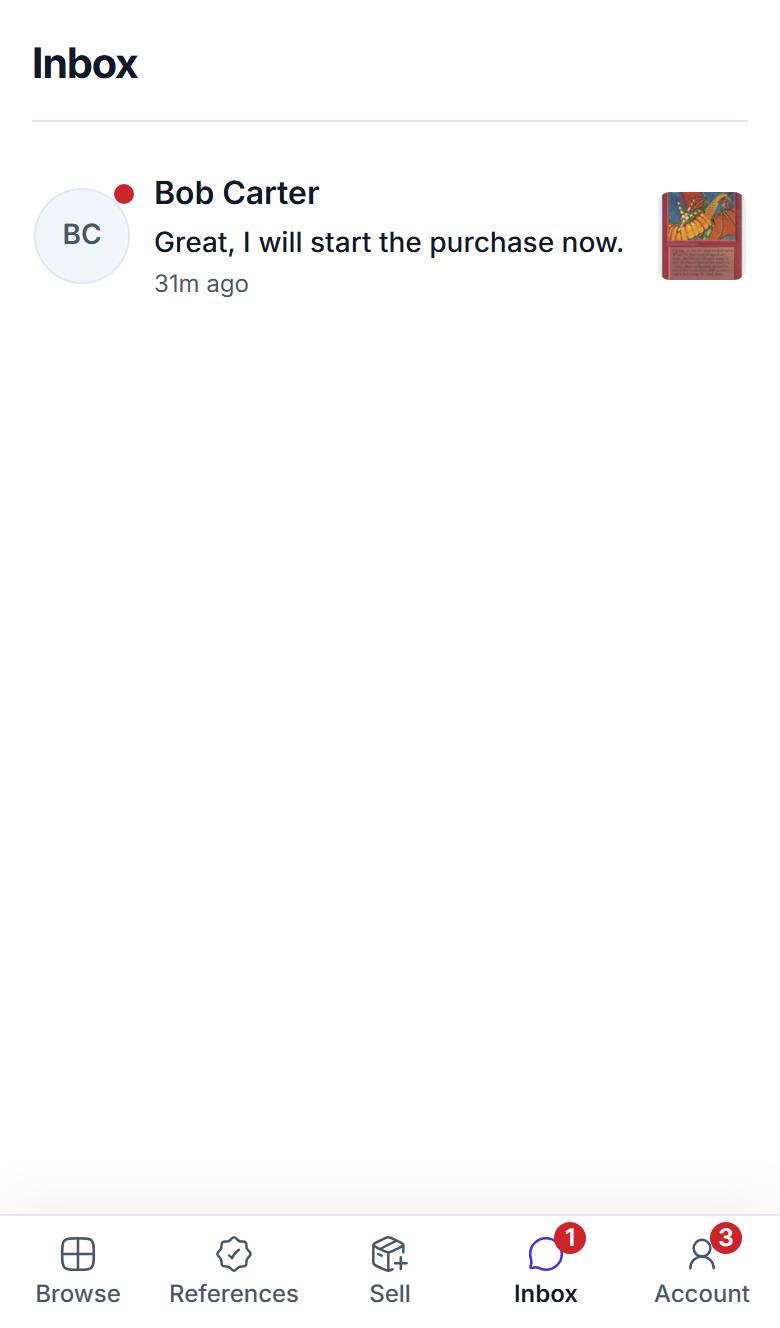 Inbox
BC
Bob Carter
Great, I will start the purchase now.
31m ago
1
3
Browse
References
Sell
Inbox
Account